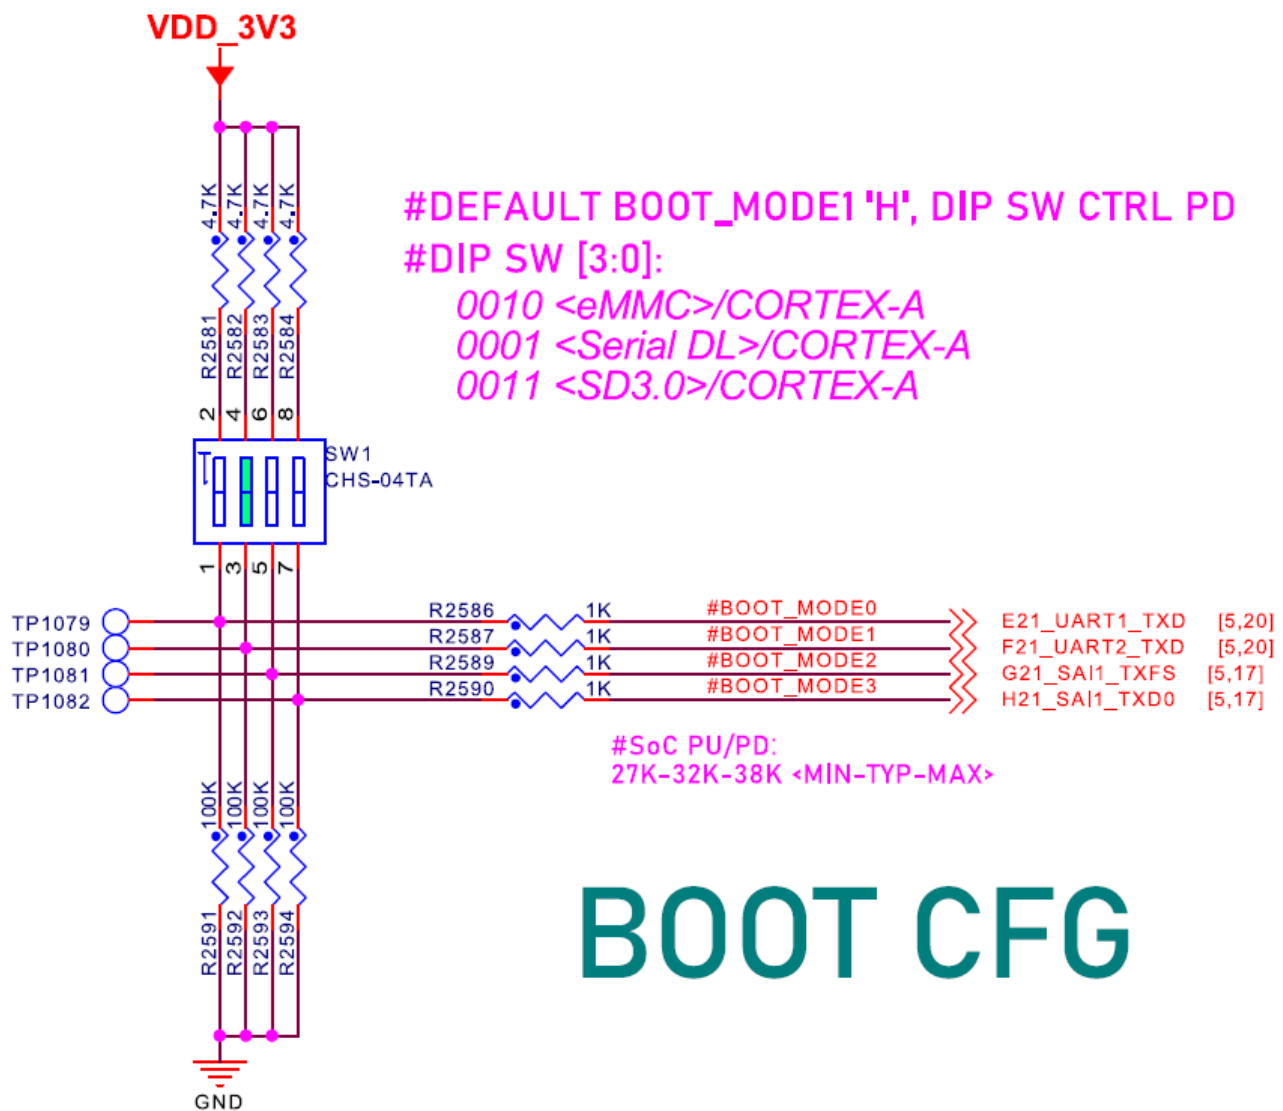 VDD_3V3
4.7K 4.7K 4.7K 4.7K
#DEFAULT BOOT_MODE1 'H', DIP SW CTRL PD
#DIP SW [3:0]:
0010 <eMMC>/CORTEX-A
0001 <Serial DL>/CORTEX-A
0011 <SD3.0>/CORTEX-A
R2581 R2582 R2583 R2584
2 4 6 8
SW1
CHS-04TA
1 3 5 7
TP1079 R2586 1K #BOOT_MODE0 E21_UART1_TXD [5,20]
TP1080 R2587 1K #BOOT_MODE1 F21_UART2_TXD [5,20]
TP1081 R2589 1K #BOOT_MODE2 G21_SAI1_TXFS [5,17]
TP1082 R2590 1K #BOOT_MODE3 H21_SAI1_TXD0 [5,17]
#SoC PU/PD:
27K-32K-38K <MIN-TYP-MAX>
100K 100K 100K 100K
R2591 R2592 R2593 R2594
BOOT CFG
GND